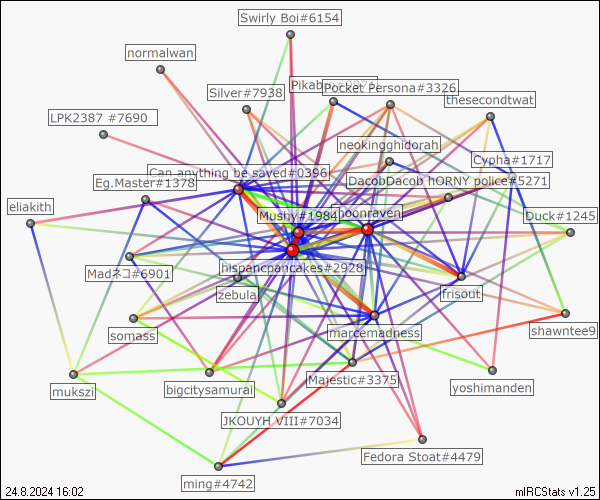 Swirly Boi#6154
normalwan
Silver#7938
Pocket Persona#3326
thesecondtwat
LPK2387 #7690
neokingghidorah
Cypha#1717
Can anything be saved#0396
Eg.Master#1378
DacobDacob
hORNY police#5271
eliakith
Mushy#1984
moonraven
Duck#1245
hispancpancakes#2928
Madネコ#6901
zebula
frisout
somass
marcemadness
shawntee9
Majestic#3375
mukszi
bigcitysamurai
yoshimanden
JKOUYH VIII#7034
Fedora Stoat#4479
ming#4742
24.8.2024 16:02
mIRCStats v1.25